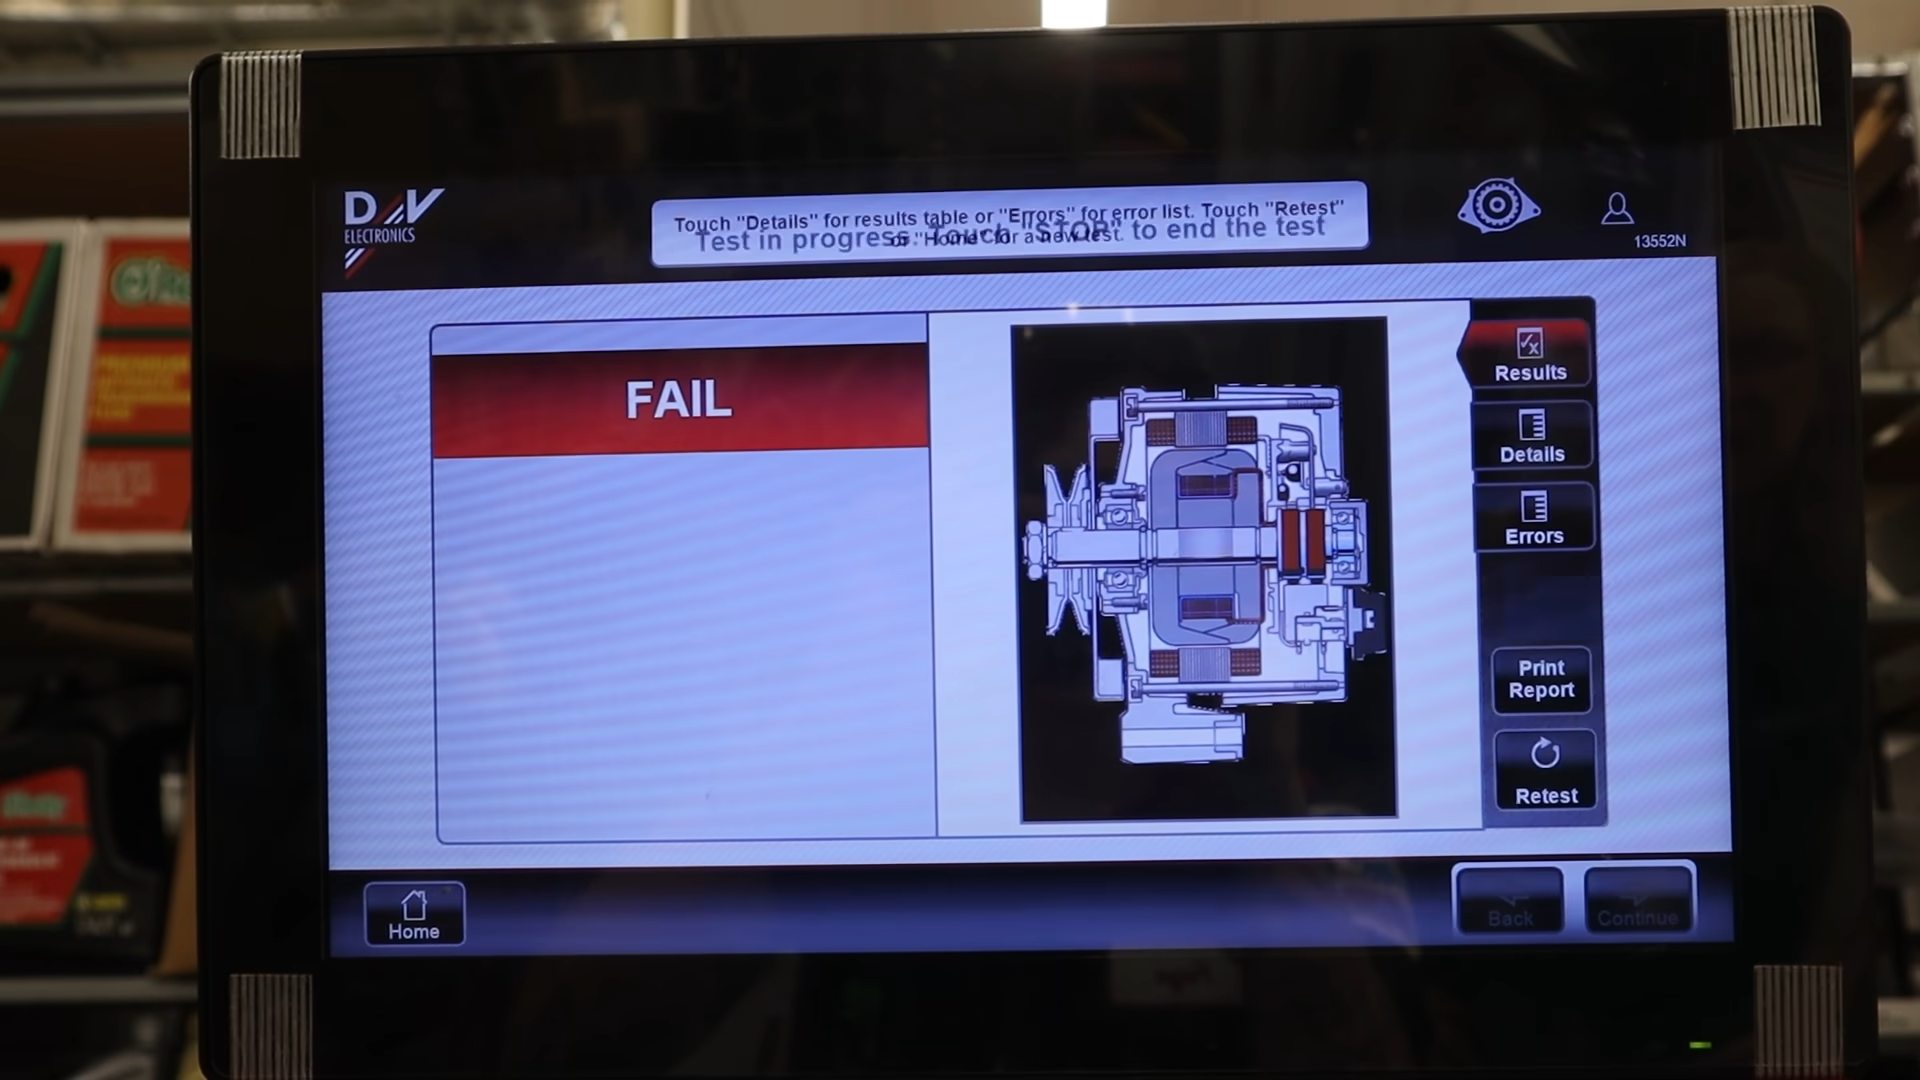 DV
ELECTRONICS
Touch "Details" for results table or "Errors" for error list. Touch "Retest"
or "Home" for a new test.
Test in progress. Touch "STOP" to end the test
13552N
FAIL
Results
Details
Errors
Print
Report
Retest
Home
Back
Continue